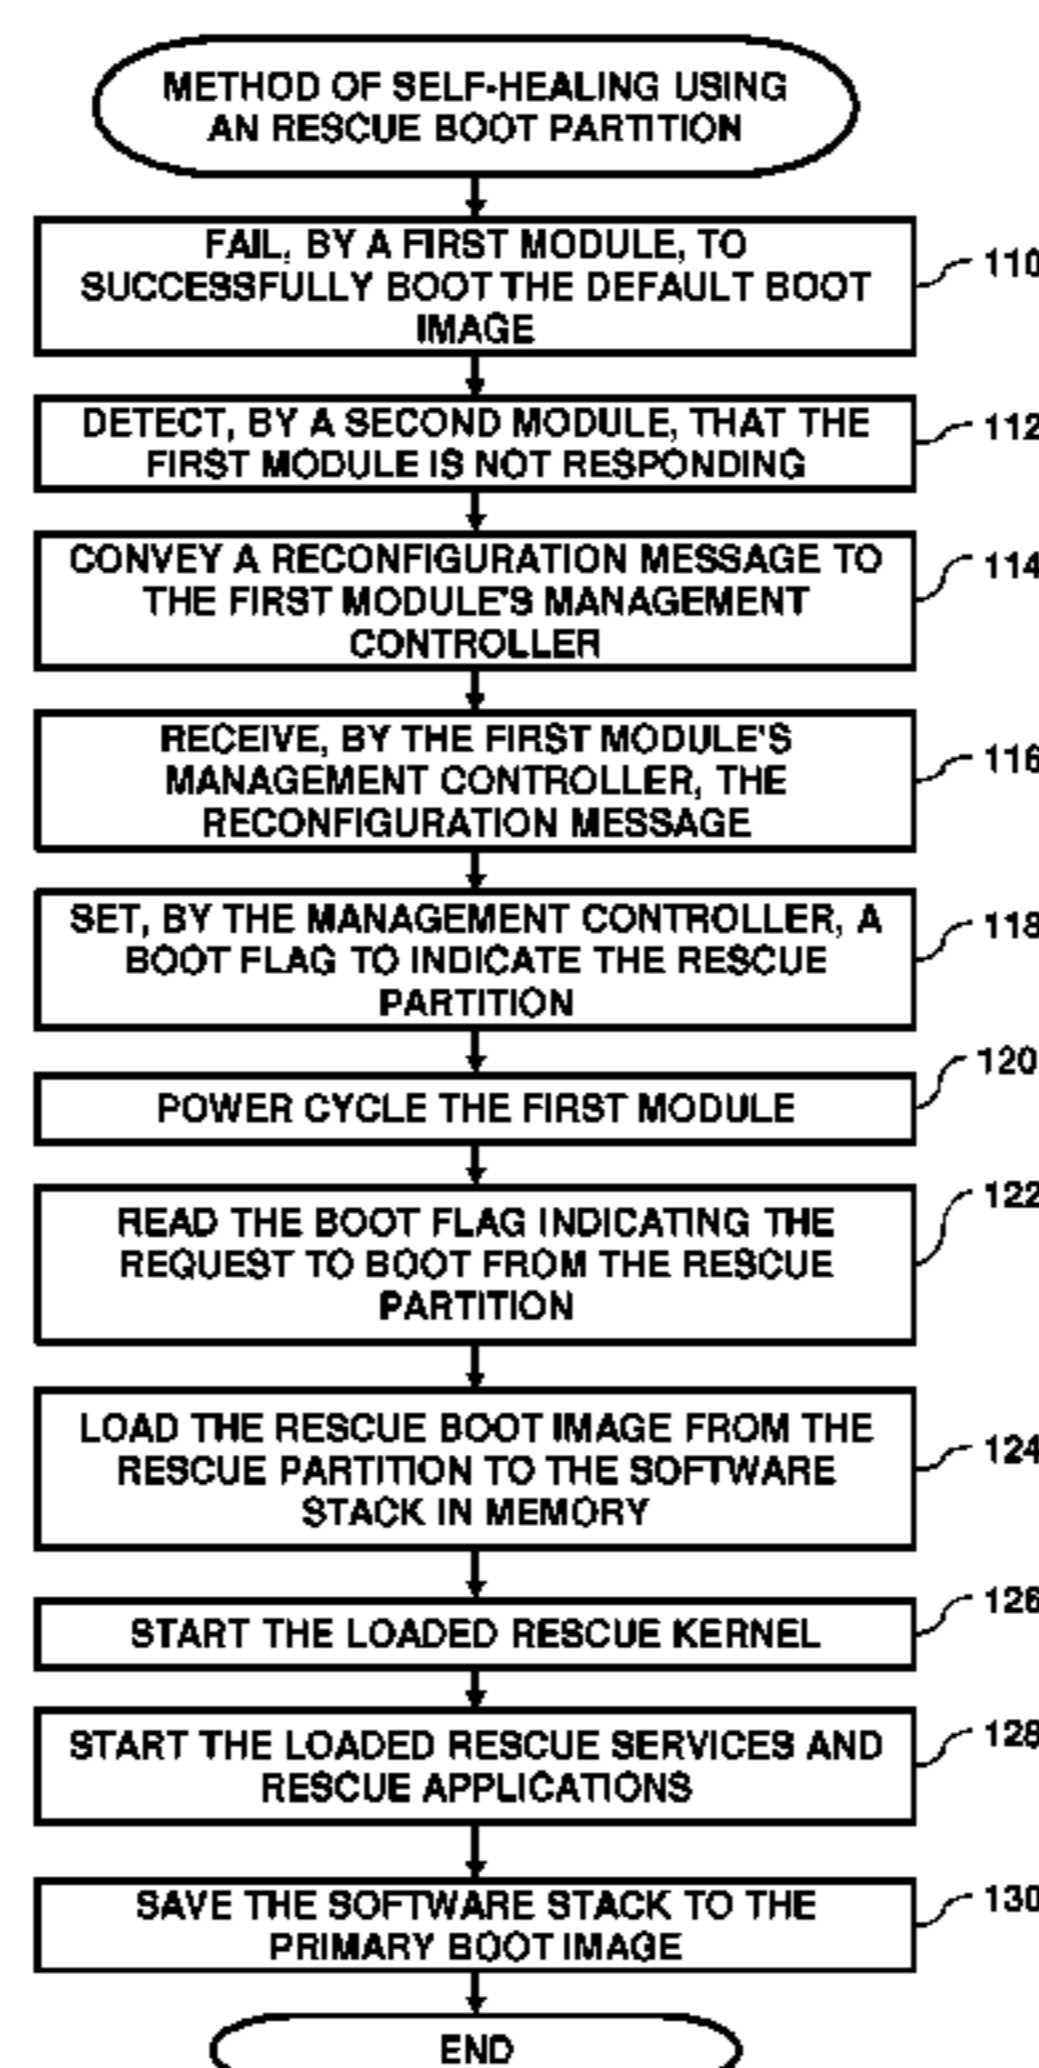 METHOD OF SELF-HEALING USING
AN RESCUE BOOT PARTITION
FAIL, BY A FIRST MODULE, TO
SUCCESSFULLY BOOT THE DEFAULT BOOT
IMAGE
110
DETECT, BY A SECOND MODULE, THAT THE
FIRST MODULE IS NOT RESPONDING
112
CONVEY A RECONFIGURATION MESSAGE TO
THE FIRST MODULE'S MANAGEMENT
CONTROLLER
114
RECEIVE, BY THE FIRST MODULE'S
MANAGEMENT CONTROLLER, THE
RECONFIGURATION MESSAGE
116
SET, BY THE MANAGEMENT CONTROLLER, A
BOOT FLAG TO INDICATE THE RESCUE
PARTITION
118
POWER CYCLE THE FIRST MODULE
120
READ THE BOOT FLAG INDICATING THE
REQUEST TO BOOT FROM THE RESCUE
PARTITION
122
LOAD THE RESCUE BOOT IMAGE FROM THE
RESCUE PARTITION TO THE SOFTWARE
STACK IN MEMORY
124
START THE LOADED RESCUE KERNEL
126
START THE LOADED RESCUE SERVICES AND
RESCUE APPLICATIONS
128
SAVE THE SOFTWARE STACK TO THE
PRIMARY BOOT IMAGE
130
END